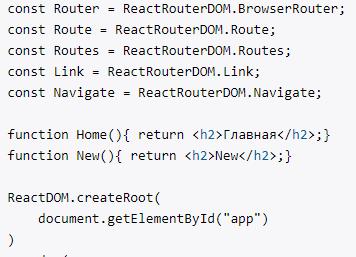 const Router = ReactRouterDOM.BrowserRouter;
const Route = ReactRouterDOM.Route;
const Routes = ReactRouterDOM.Routes;
const Link = ReactRouterDOM.Link;
const Navigate = ReactRouterDOM.Navigate;
function Home(){ return <h2>Главная</h2>;}
function New(){ return <h2>New</h2>;}
ReactDOM.createRoot(
document.getElementById("app")
)